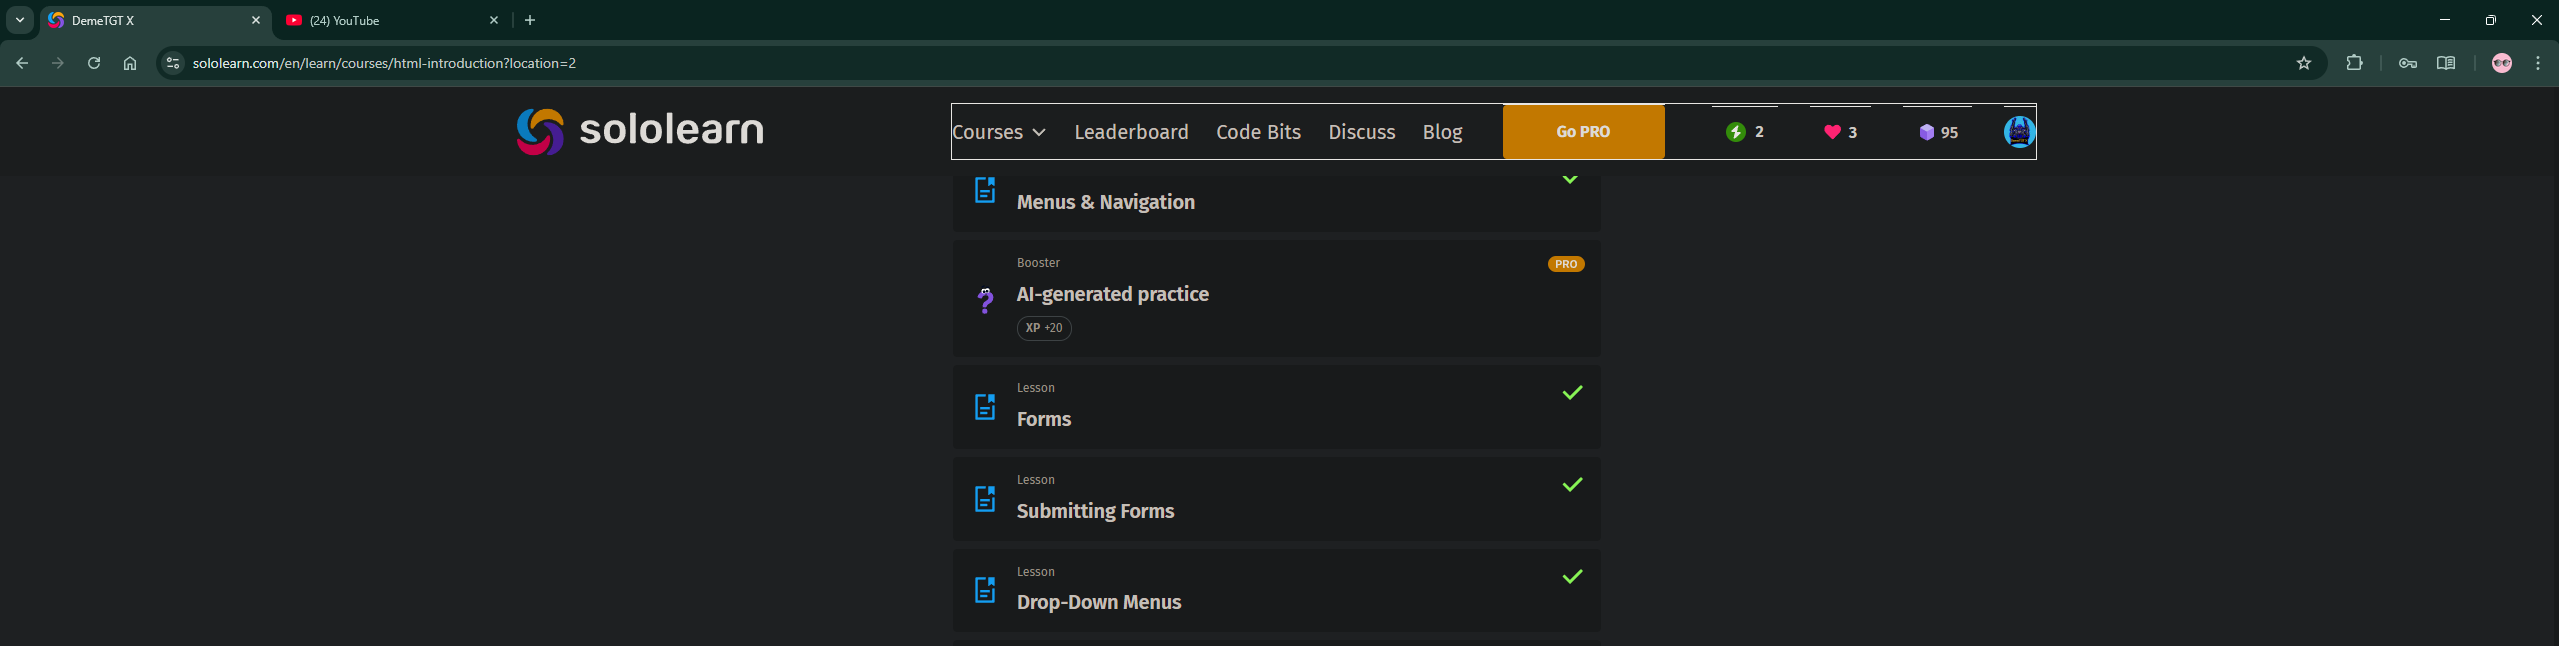 DemeTGT X
(24) YouTube
sololearn.com/en/learn/courses/html-introduction?location=2
sololearn
Courses Leaderboard Code Bits Discuss Blog Go PRO 2 3 95
Menus & Navigation
Booster
PRO
AI-generated practice
XP +20
Lesson
Forms
Lesson
Submitting Forms
Lesson
Drop-Down Menus